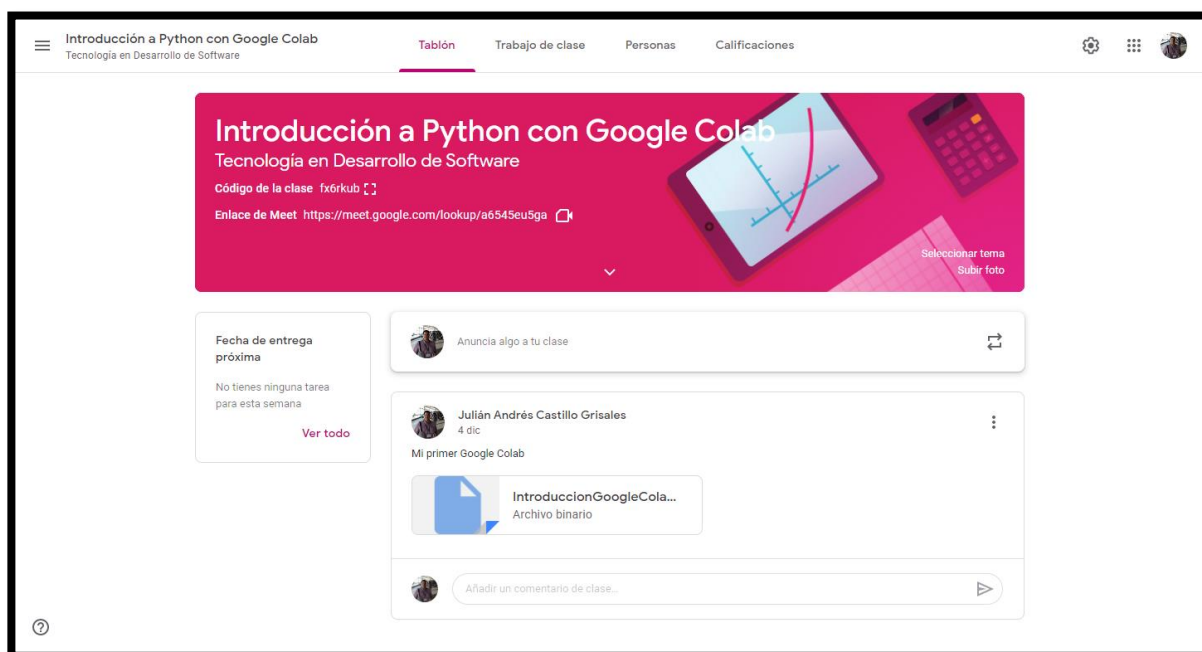 Introducción a Python con Google Colab
Tecnología en Desarrollo de Software
Tablón
Trabajo de clase
Personas
Calificaciones
Introducción a Python con Google Colab
Tecnología en Desarrollo de Software
Código de la clase fx6rkub
Enlace de Meet https://meet.google.com/lookup/a6545eu5ga
Seleccionar tema
Subir foto
Fecha de entrega
próxima
No tienes ninguna tarea
para esta semana
Ver todo
Anuncia algo a tu clase
Julián Andrés Castillo Grisales
4 dic
Mi primer Google Colab
IntroduccionGoogleCola...
Archivo binario
Añadir un comentario de clase...